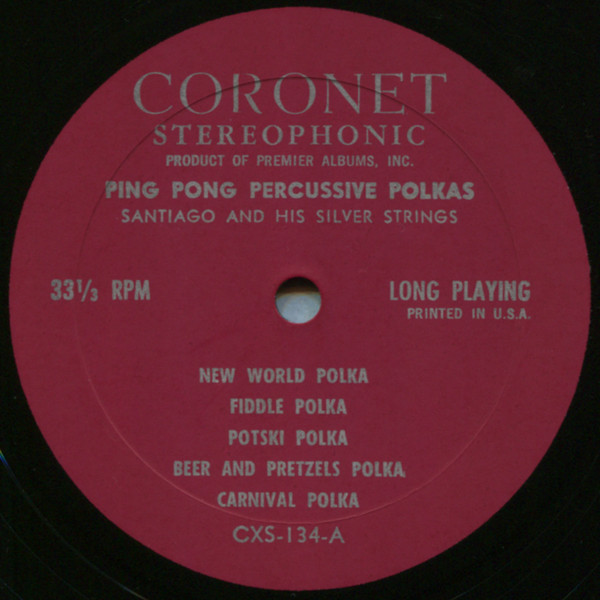 CORONET
STEREOPHONIC
PRODUCT OF PREMIER ALBUMS, INC.
PING PONG PERCUSSIVE POLKAS
SANTIAGO AND HIS SILVER STRINGS
33⅓ RPM
LONG PLAYING
PRINTED IN U.S.A.
NEW WORLD POLKA
FIDDLE POLKA
POTSKI POLKA
BEER AND PRETZELS POLKA
CARNIVAL POLKA
CXS-134-A